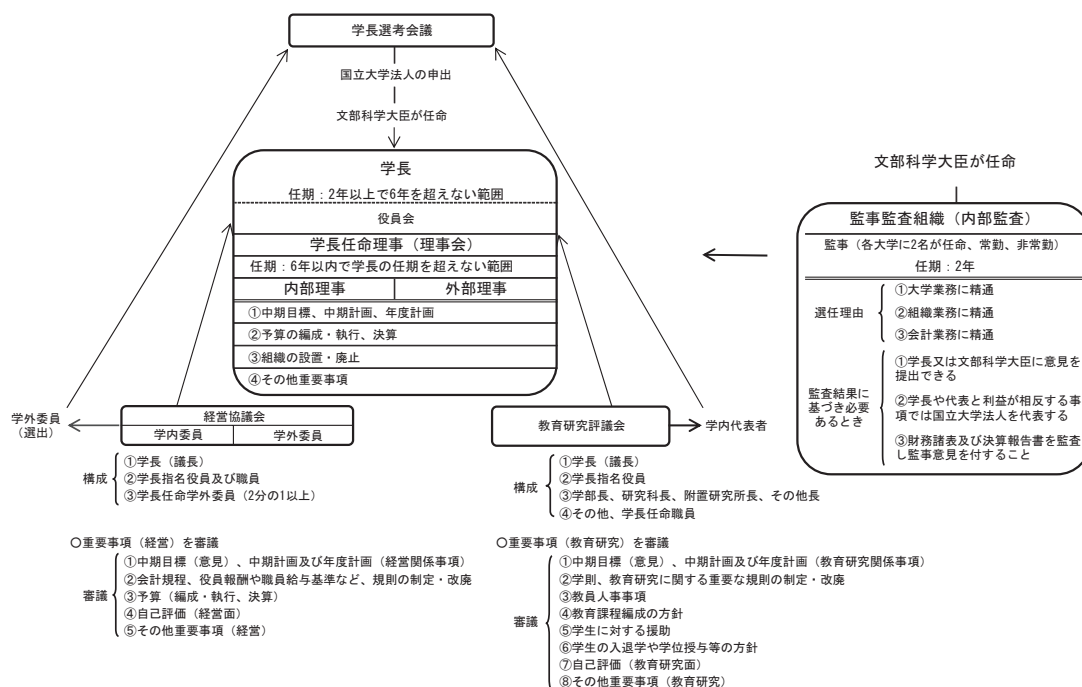 学長選考会議
国立大学法人の申出
文部科学大臣が任命
学長
任期：2年以上で6年を超えない範囲
役員会
学長任命理事（理事会）
任期：6年以内で学長の任期を超えない範囲
内部理事 外部理事
①中期目標、中期計画、年度計画
②予算の編成・執行、決算
③組織の設置・廃止
④その他重要事項
文部科学大臣が任命
監事監査組織（内部監査）
監事（各大学に2名が任命、常勤、非常勤）
任期：2年
選任理由
①大学業務に精通
②組織業務に精通
③会計業務に精通
監査結果に
基づき必要
あるとき
①学長又は文部科学大臣に意見を
提出できる
②学長や代表と利益が相反する事
項では国立大学法人を代表する
③財務諸表及び決算報告書を監査
し監事意見を付すること
学外委員
（選出）
経営協議会
学内委員 学外委員
構成
①学長（議長）
②学長指名役員及び職員
③学長任命学外委員（2分の1以上）
〇重要事項（経営）を審議
審議
①中期目標（意見）、中期計画及び年度計画（経営関係事項）
②会計規程、役員報酬や職員給与基準など、規則の制定・改廃
③予算（編成・執行、決算）
④自己評価（経営面）
⑤その他重要事項（経営）
教育研究評議会
学内代表者
構成
①学長（議長）
②学長指名役員
③学部長、研究科長、附置研究所長、その他長
④その他、学長任命職員
〇重要事項（教育研究）を審議
審議
①中期目標（意見）、中期計画及び年度計画（教育研究関係事項）
②学則、教育研究に関する重要な規則の制定・改廃
③教員人事事項
④教育課程編成の方針
⑤学生に対する援助
⑥学生の入退学や学位授与等の方針
⑦自己評価（教育研究面）
⑧その他重要事項（教育研究）